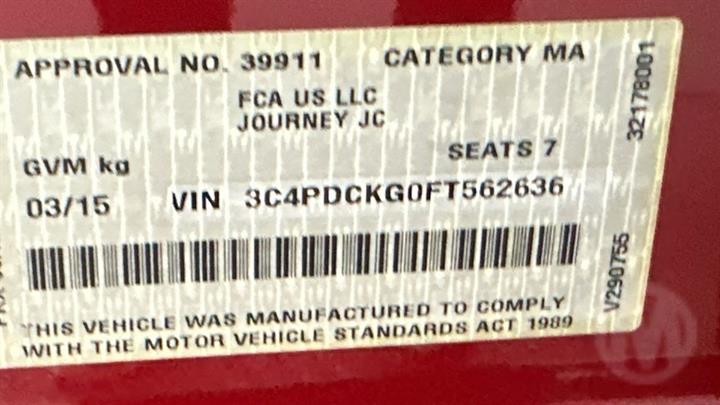 APPROVAL NO. 39911 CATEGORY MA
FCA US LLC
JOURNEY JC
SEATS 7
GVM kg
03/15 VIN 3C4PDCKG0FT562636
THIS VEHICLE WAS MANUFACTURED TO COMPLY
WITH THE MOTOR VEHICLE STANDARDS ACT 1989
32178001
V290755
M